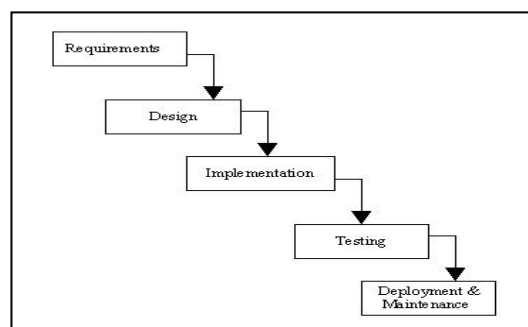 Requirements
Design
Implementation
Testing
Deployment &
Maintenance